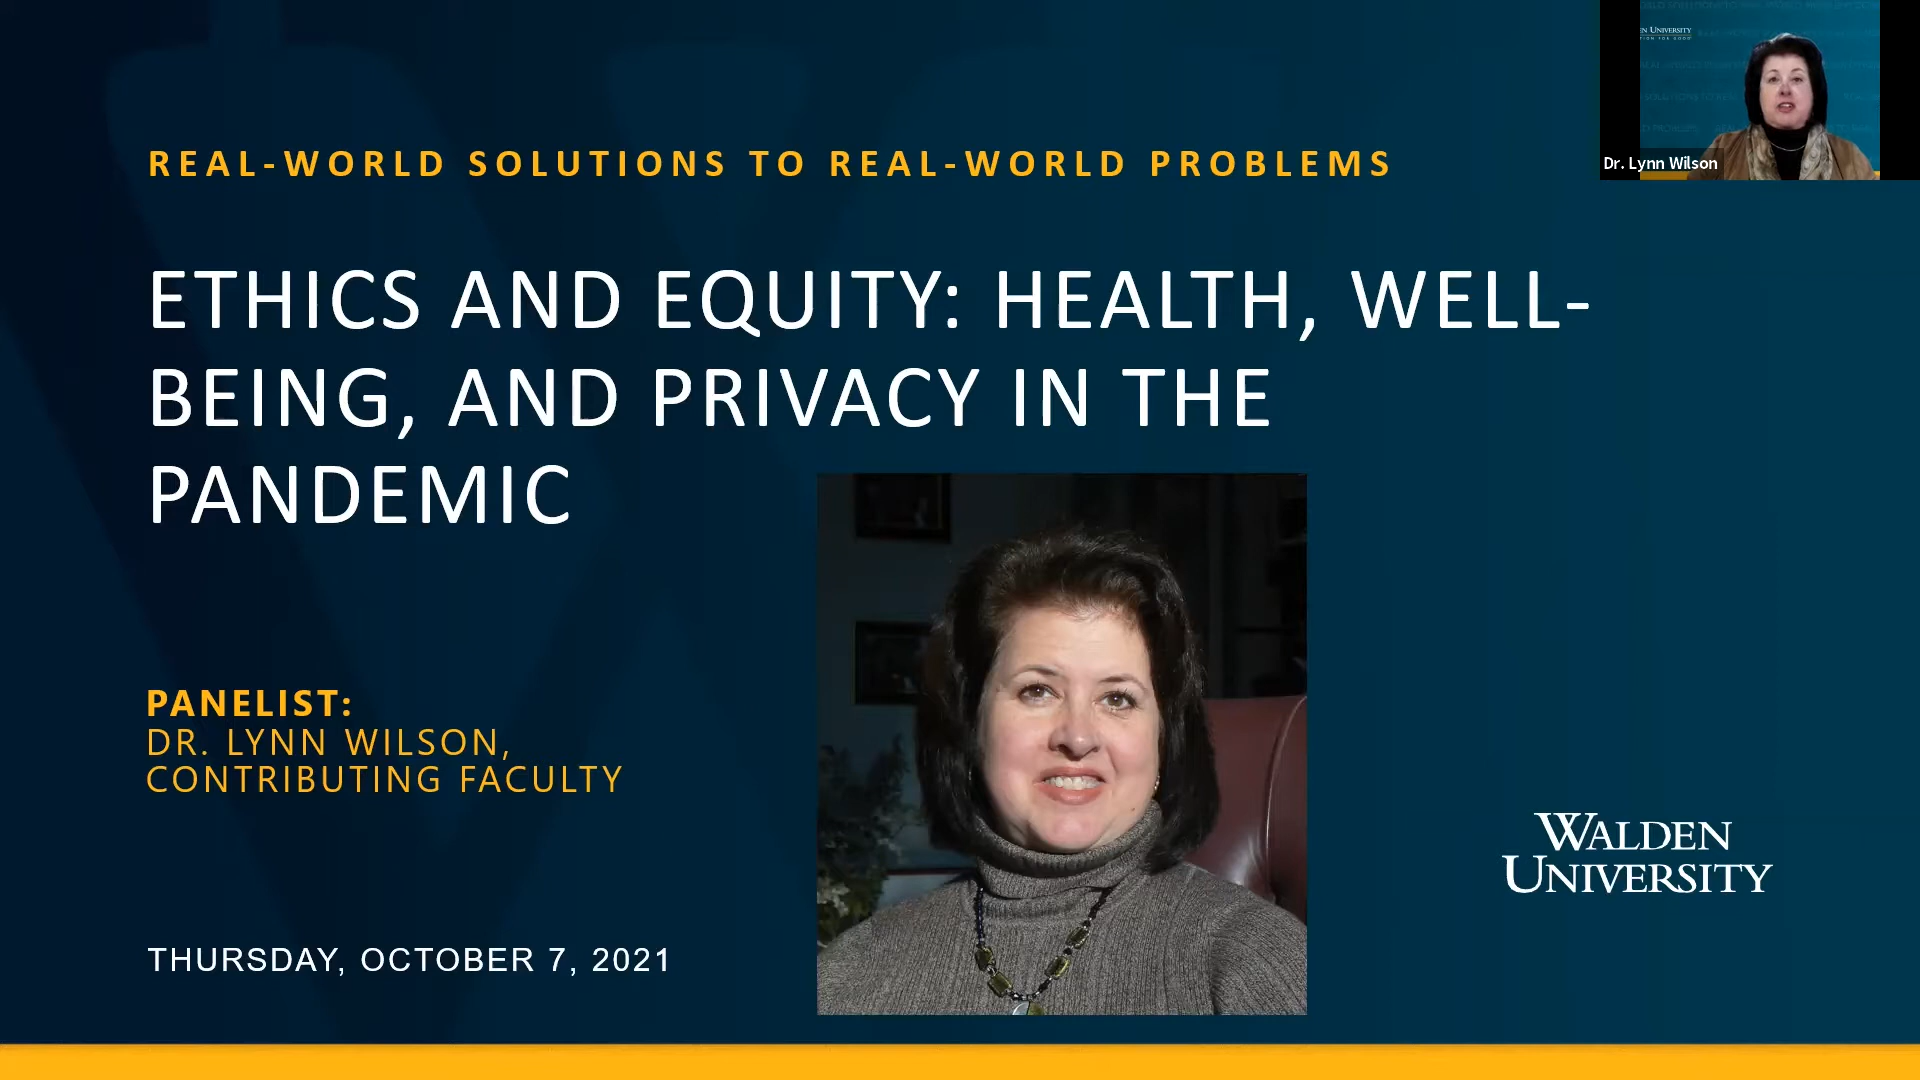 REAL-WORLD SOLUTIONS TO REAL-WORLD PROBLEMS
ETHICS AND EQUITY: HEALTH, WELL-
BEING, AND PRIVACY IN THE
PANDEMIC
PANELIST:
DR. LYNN WILSON,
CONTRIBUTING FACULTY
THURSDAY, OCTOBER 7, 2021
WALDEN
UNIVERSITY
UNIVERSITY
Dr. Lynn Wilson